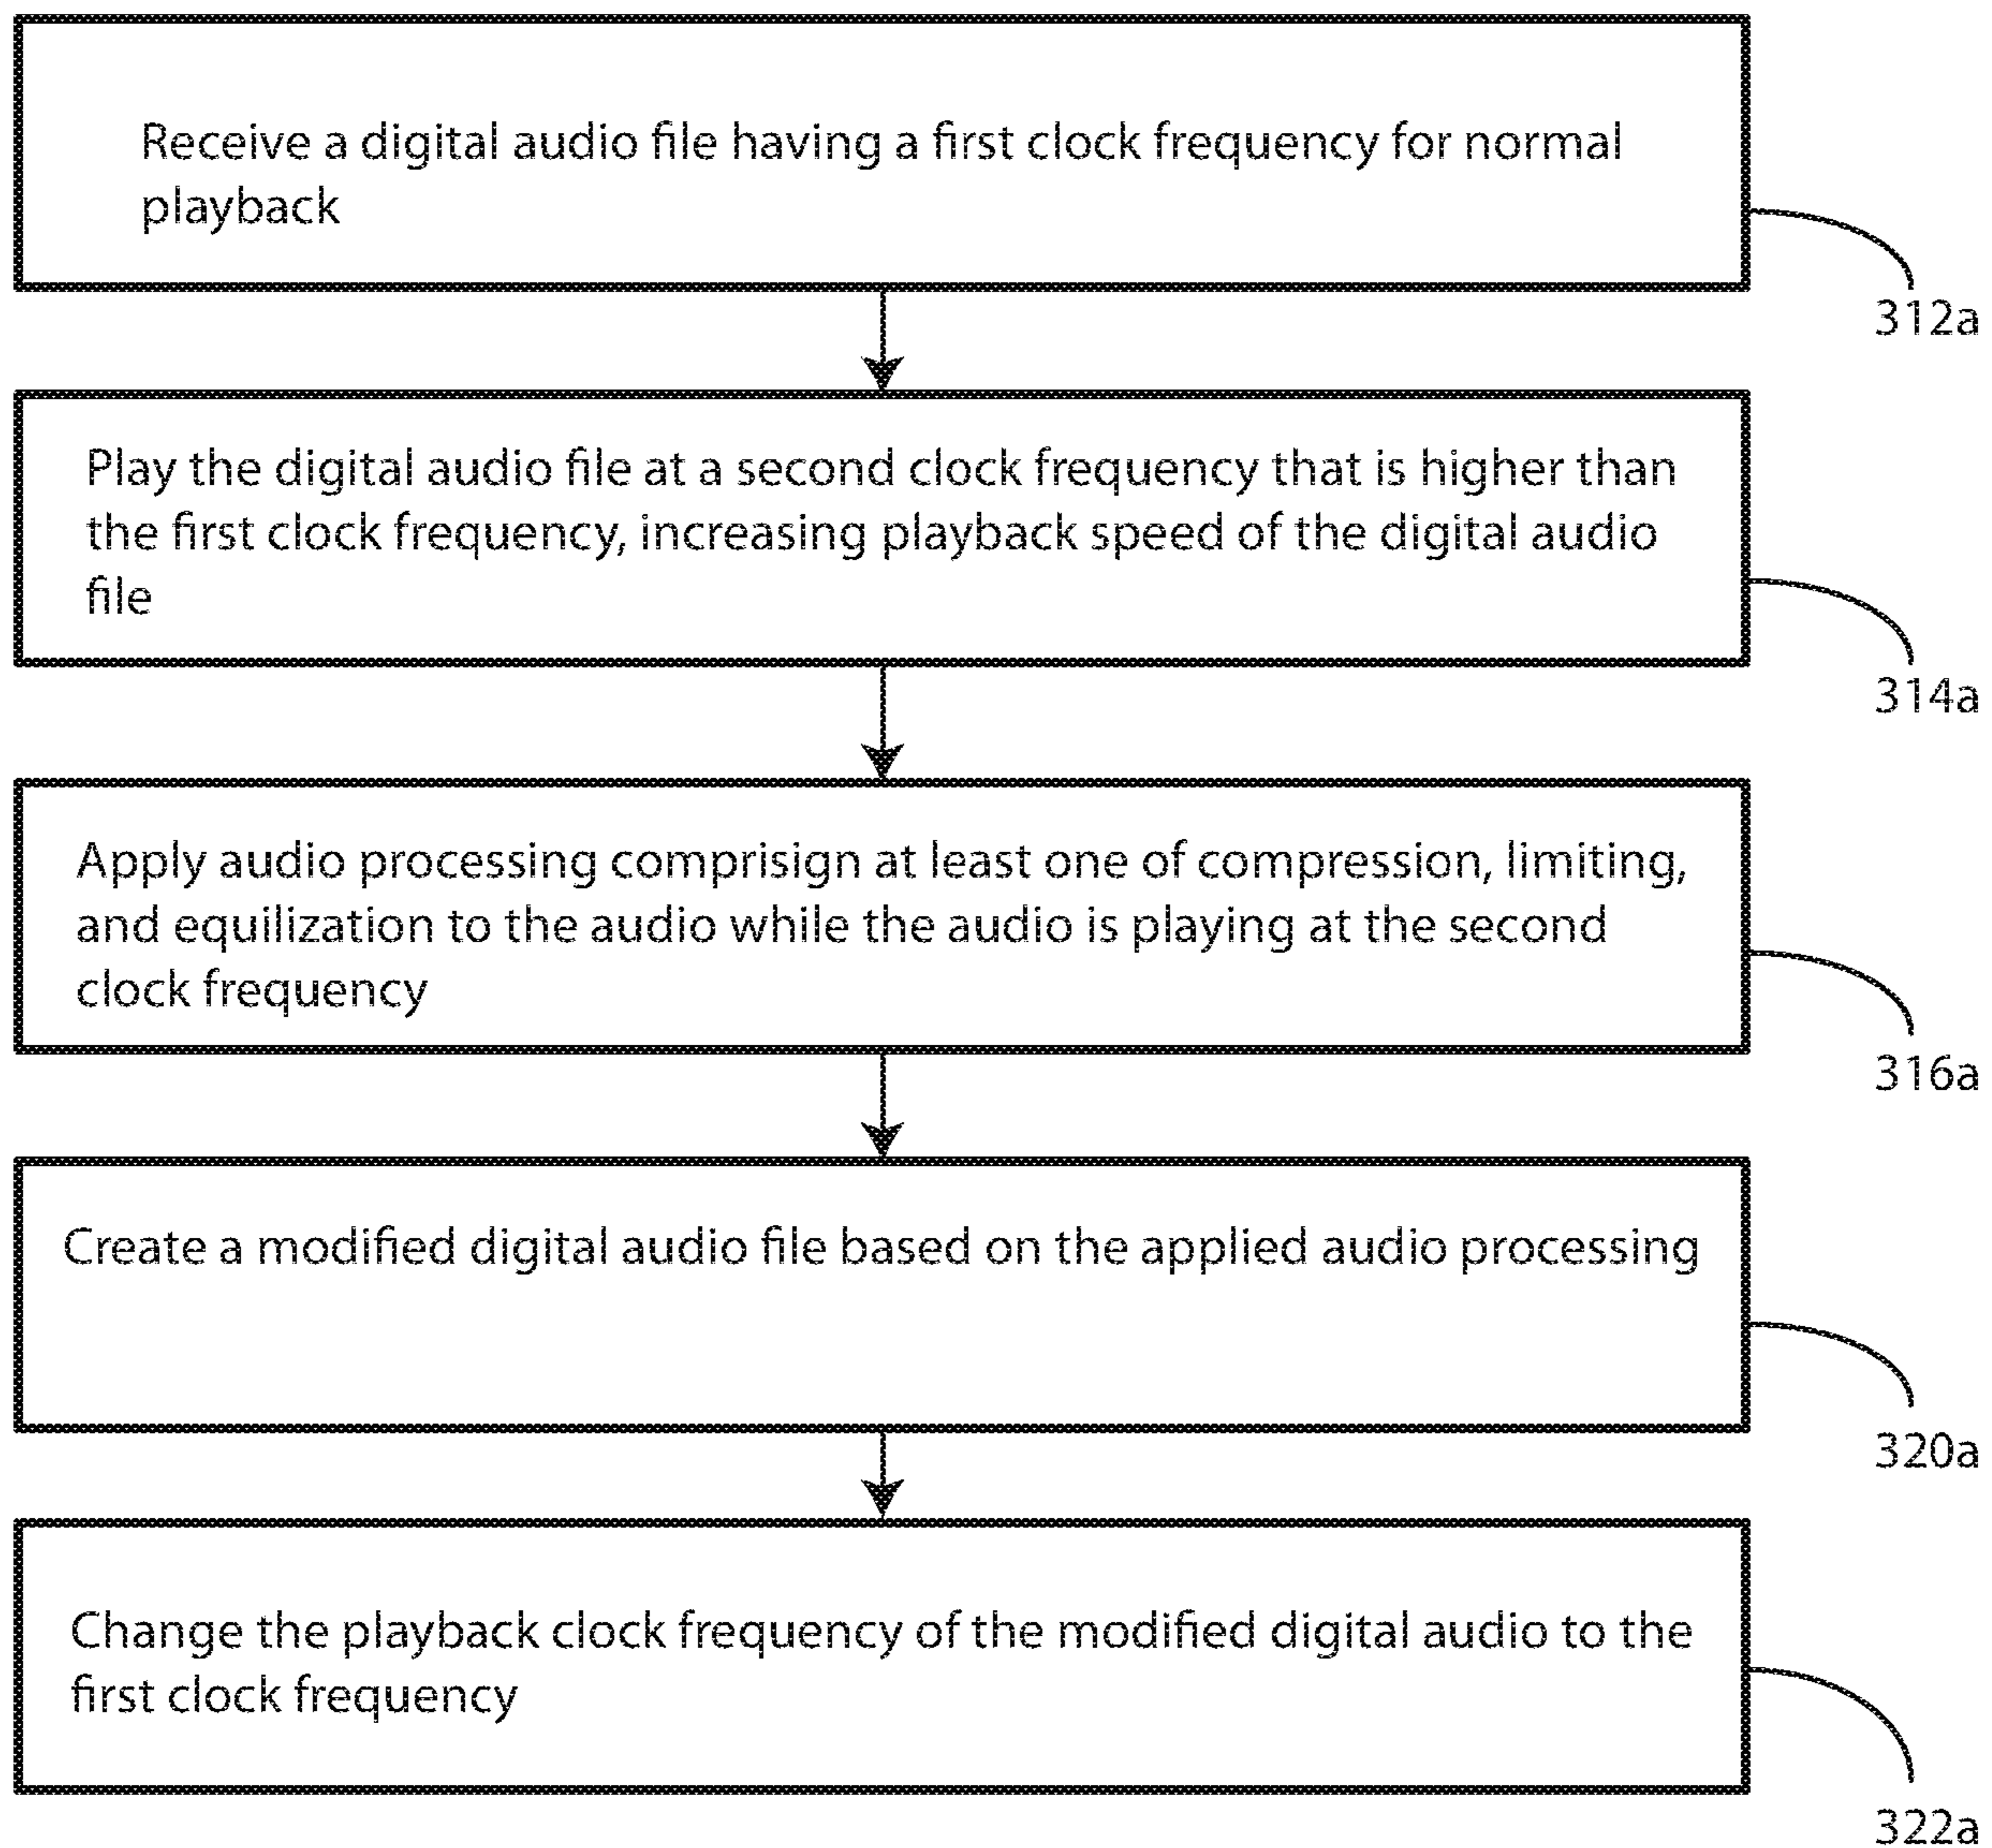 Receive a digital audio file having a first clock frequency for normal
playback
312a
Play the digital audio file at a second clock frequency that is higher than
the first clock frequency, increasing playback speed of the digital audio
file
314a
Apply audio processing comprisign at least one of compression, limiting,
and equilization to the audio while the audio is playing at the second
clock frequency
316a
Create a modified digital audio file based on the applied audio processing
320a
Change the playback clock frequency of the modified digital audio to the
first clock frequency
322a